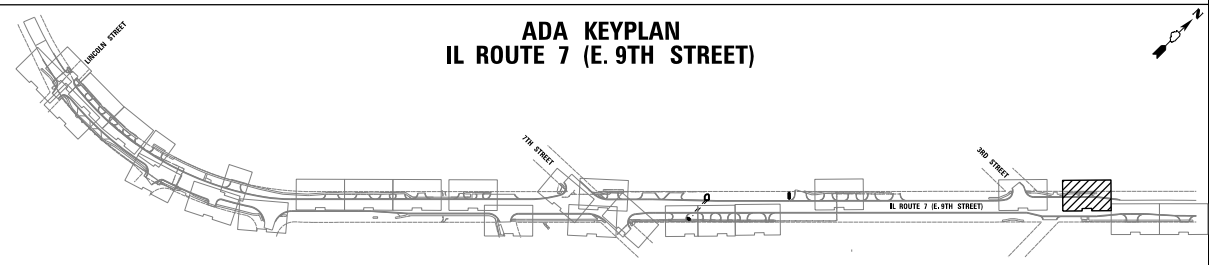 ADA KEYPLAN
IL ROUTE 7 (E. 9TH STREET)
N
LINCOLN STREET
7TH STREET
3RD STREET
IL ROUTE 7 (E. 9TH STREET)